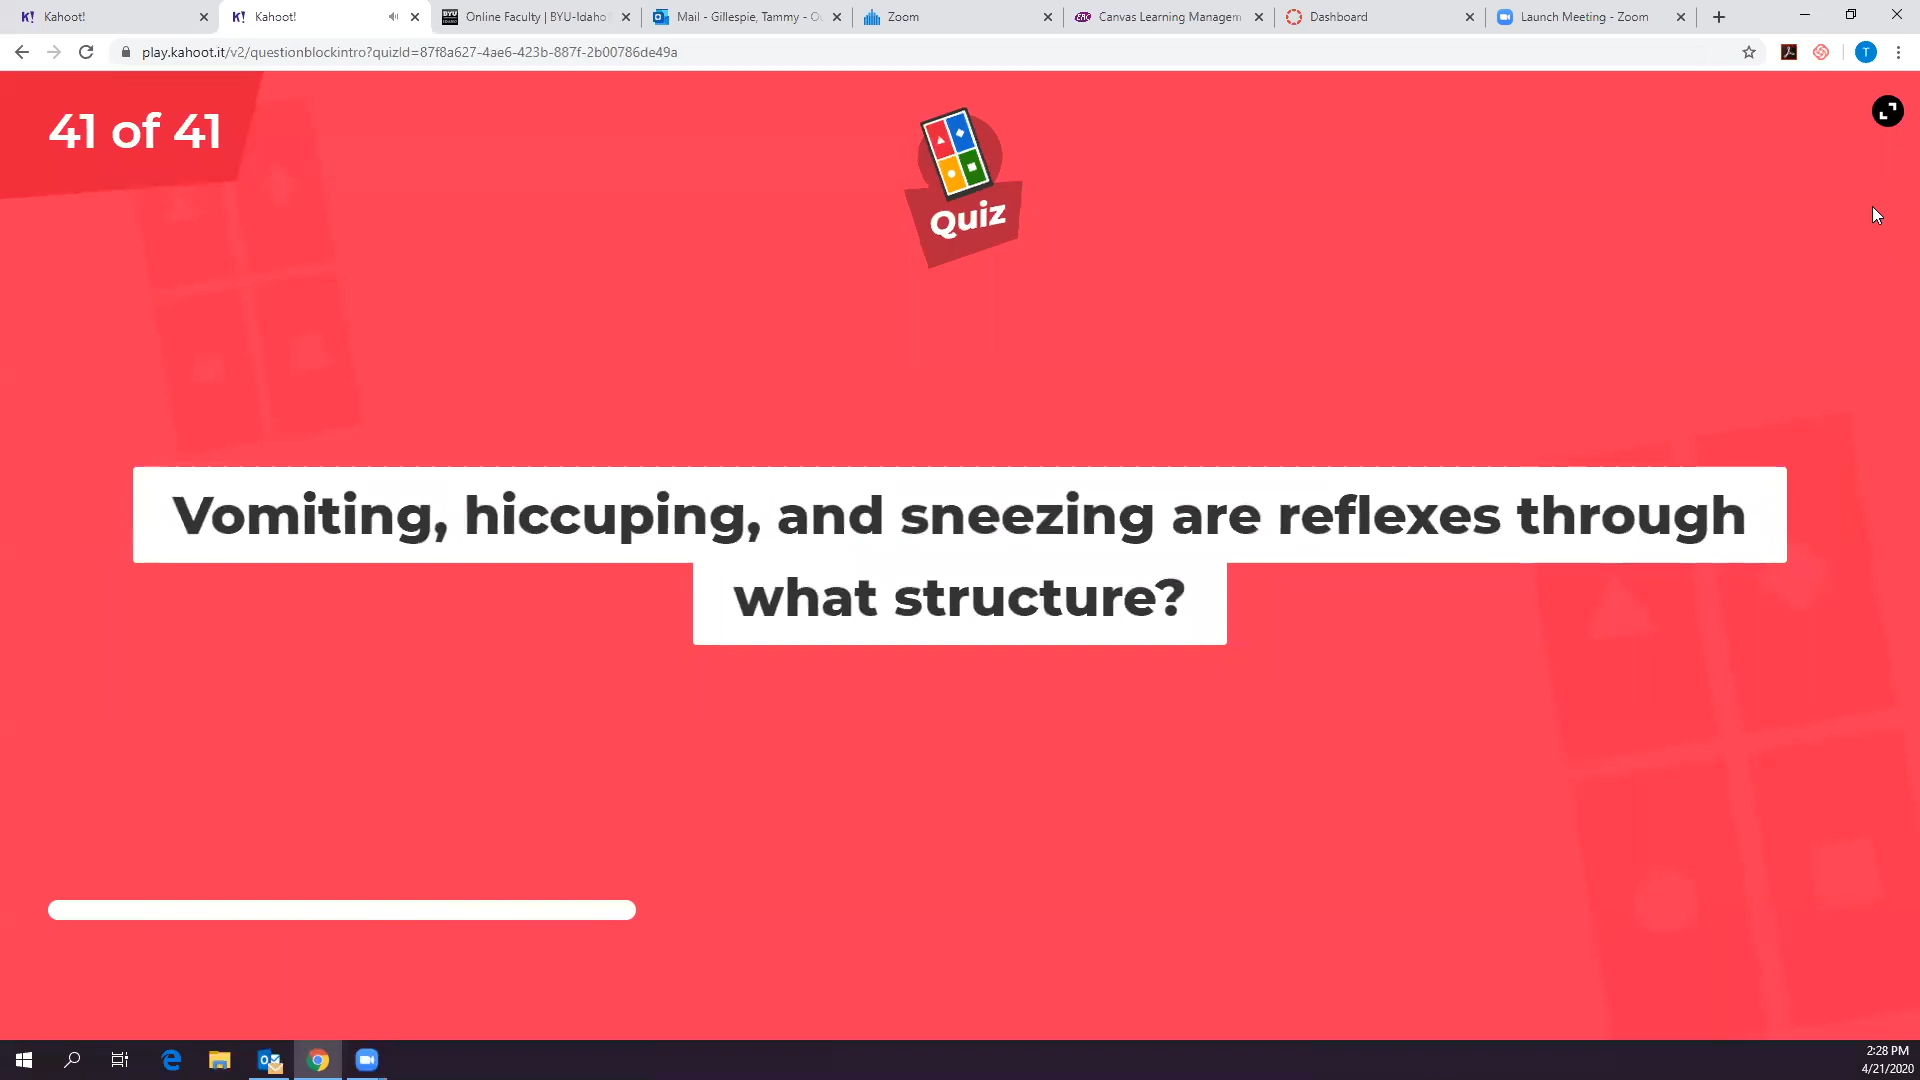 Kahoot!
Kahoot!
Online Faculty | BYU-Idaho
Mail - Gillespie, Tammy - Ou
Zoom
Canvas Learning Managem
Dashboard
Launch Meeting - Zoom
play.kahoot.it/v2/questionblockintro?quizId=87f8a627-4ae6-423b-887f-2b00786de49a
T
41 of 41
Quiz
Vomiting, hiccuping, and sneezing are reflexes through
what structure?
2:28 PM
4/21/2020